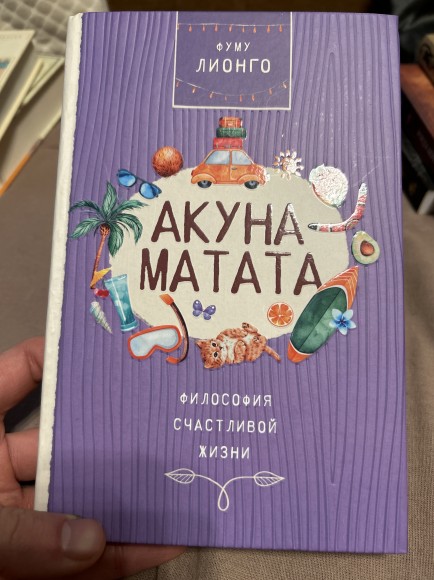 ФУМУ
ЛИОНГО
АКУНА
МАТАТА
ФИЛОСОФИЯ
СЧАСТЛИВОЙ
ЖИЗНИ